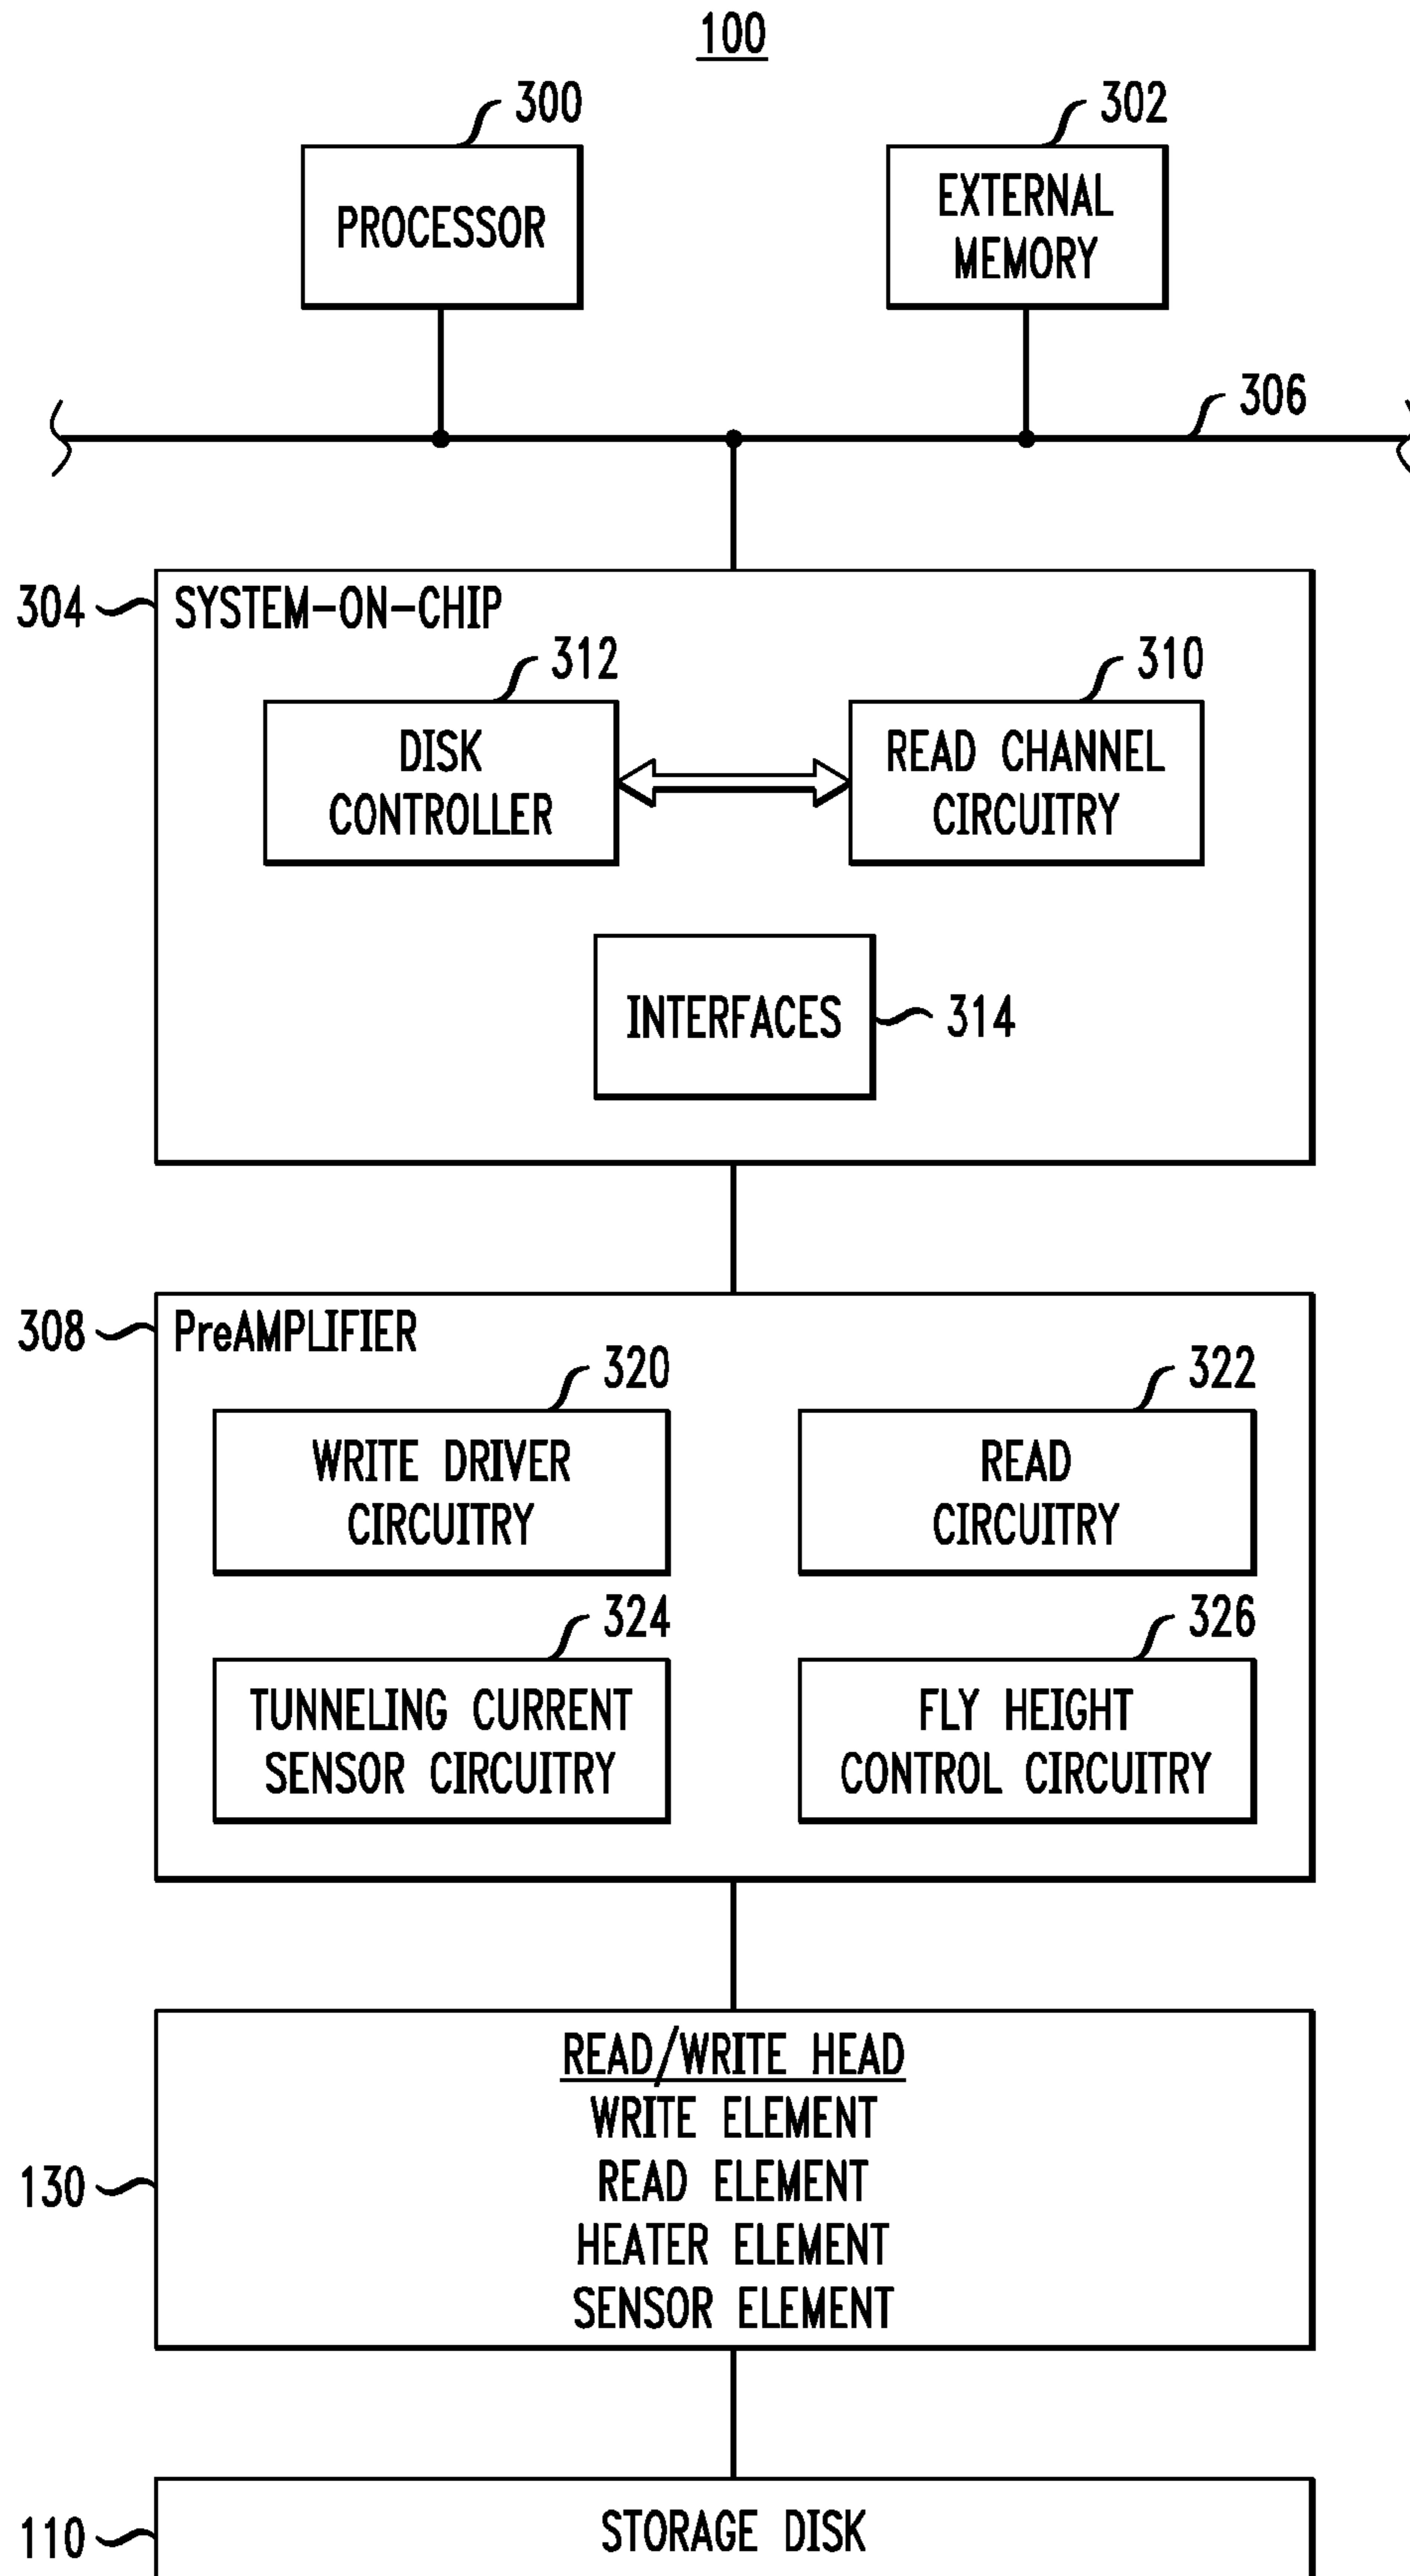 100
300
302
PROCESSOR
EXTERNAL
MEMORY
306
304
SYSTEM-ON-CHIP
312
310
DISK
CONTROLLER
READ CHANNEL
CIRCUITRY
INTERFACES
314
308
PreAMPLIFIER
320
322
WRITE DRIVER
CIRCUITRY
READ
CIRCUITRY
324
326
TUNNELING CURRENT
SENSOR CIRCUITRY
FLY HEIGHT
CONTROL CIRCUITRY
READ/WRITE HEAD
WRITE ELEMENT
READ ELEMENT
HEATER ELEMENT
SENSOR ELEMENT
130
STORAGE DISK
110